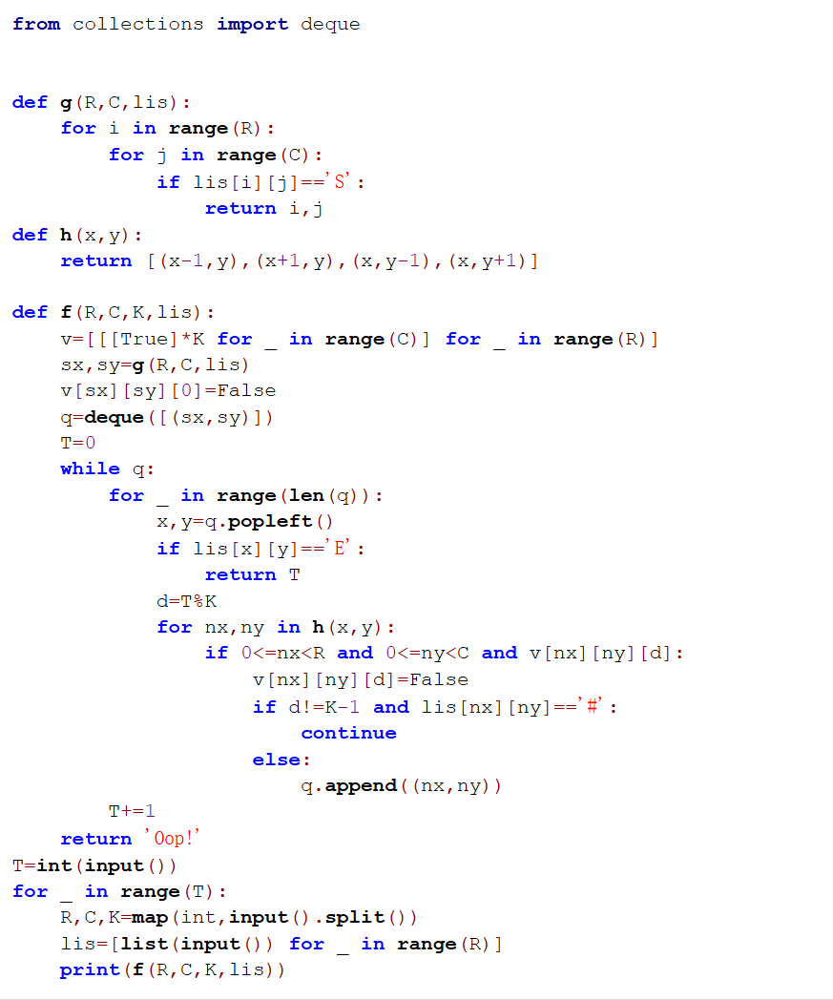 from collections import deque
def g(R,C,lis):
    for i in range(R):
        for j in range(C):
            if lis[i][j]=='S':
                return i,j
def h(x,y):
    return [(x-1,y),(x+1,y),(x,y-1),(x,y+1)]
def f(R,C,K,lis):
    v=[[[True]*K for _ in range(C)] for _ in range(R)]
    sx,sy=g(R,C,lis)
    v[sx][sy][0]=False
    q=deque([(sx,sy)])
    T=0
    while q:
        for _ in range(len(q)):
            x,y=q.popleft()
            if lis[x][y]=='E':
                return T
            d=T%K
            for nx,ny in h(x,y):
                if 0<=nx<R and 0<=ny<C and v[nx][ny][d]:
                    v[nx][ny][d]=False
                    if d!=K-1 and lis[nx][ny]=='#':
                        continue
                    else:
                        q.append((nx,ny))
        T+=1
    return 'Oop!'
T=int(input())
for _ in range(T):
    R,C,K=map(int,input().split())
    lis=[list(input()) for _ in range(R)]
    print(f(R,C,K,lis))